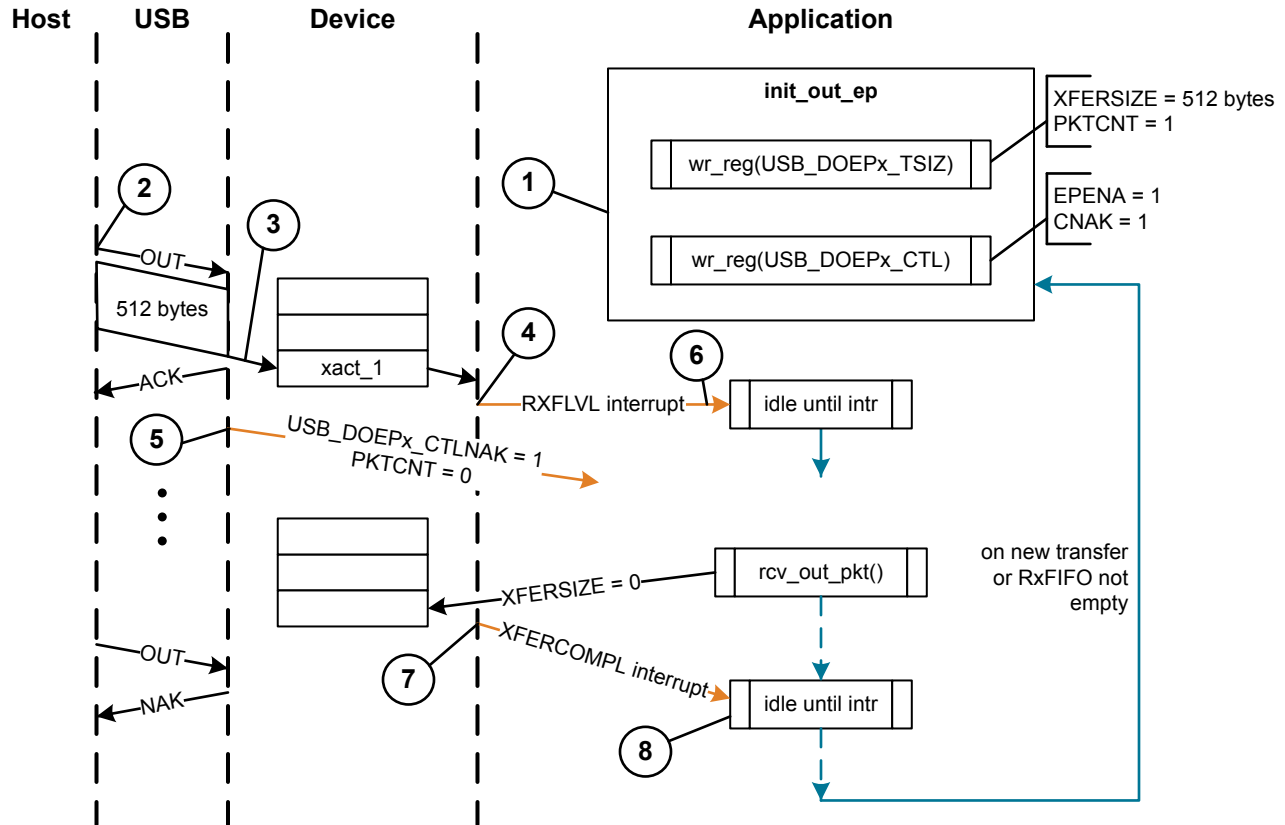 Host
USB
Device
Application
init_out_ep
XFERSIZE = 512 bytes
PKTCNT = 1
wr_reg(USB_DOEPx_TSIZ)
1
EPENA = 1
CNAK = 1
wr_reg(USB_DOEPx_CTL)
2
3
OUT
512 bytes
xact_1
ACK
4
6
RXFLVL interrupt
idle until intr
5
USB_DOEPx_CTLNAK = 1
PKTCNT = 0
on new transfer
or RxFIFO not
empty
rcv_out_pkt()
XFERSIZE = 0
XFERCOMPL interrupt
7
OUT
NAK
idle until intr
8